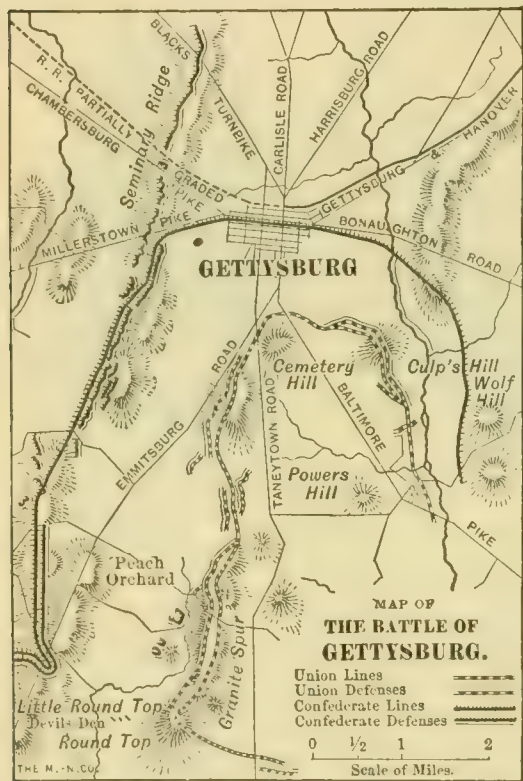 BLACKS
TURNPIKE
CARLISLE ROAD
HARRISBURG ROAD
R.R. PARTIALLY
GRADED
CHAMBERSBURG
PIKE
Seminary Ridge
GETTYSBURG & HANOVER
MILLERSTOWN PIKE
BONAUGHTON
ROAD
GETTYSBURG
EMMITSBURG ROAD
TANEYTOWN ROAD
Cemetery
Hill
BALTIMORE
PIKE
Culp's Hill
Wolf
Hill
Powers
Hill
Peach
Orchard
Granite Spur
Little Round Top
Devils Den
Round Top
MAP OF
THE BATTLE OF
GETTYSBURG.
Union Lines
Union Defenses
Confederate Lines
Confederate Defenses
0 ½ 1 2
Scale of Miles.
THE M.-N. CO.